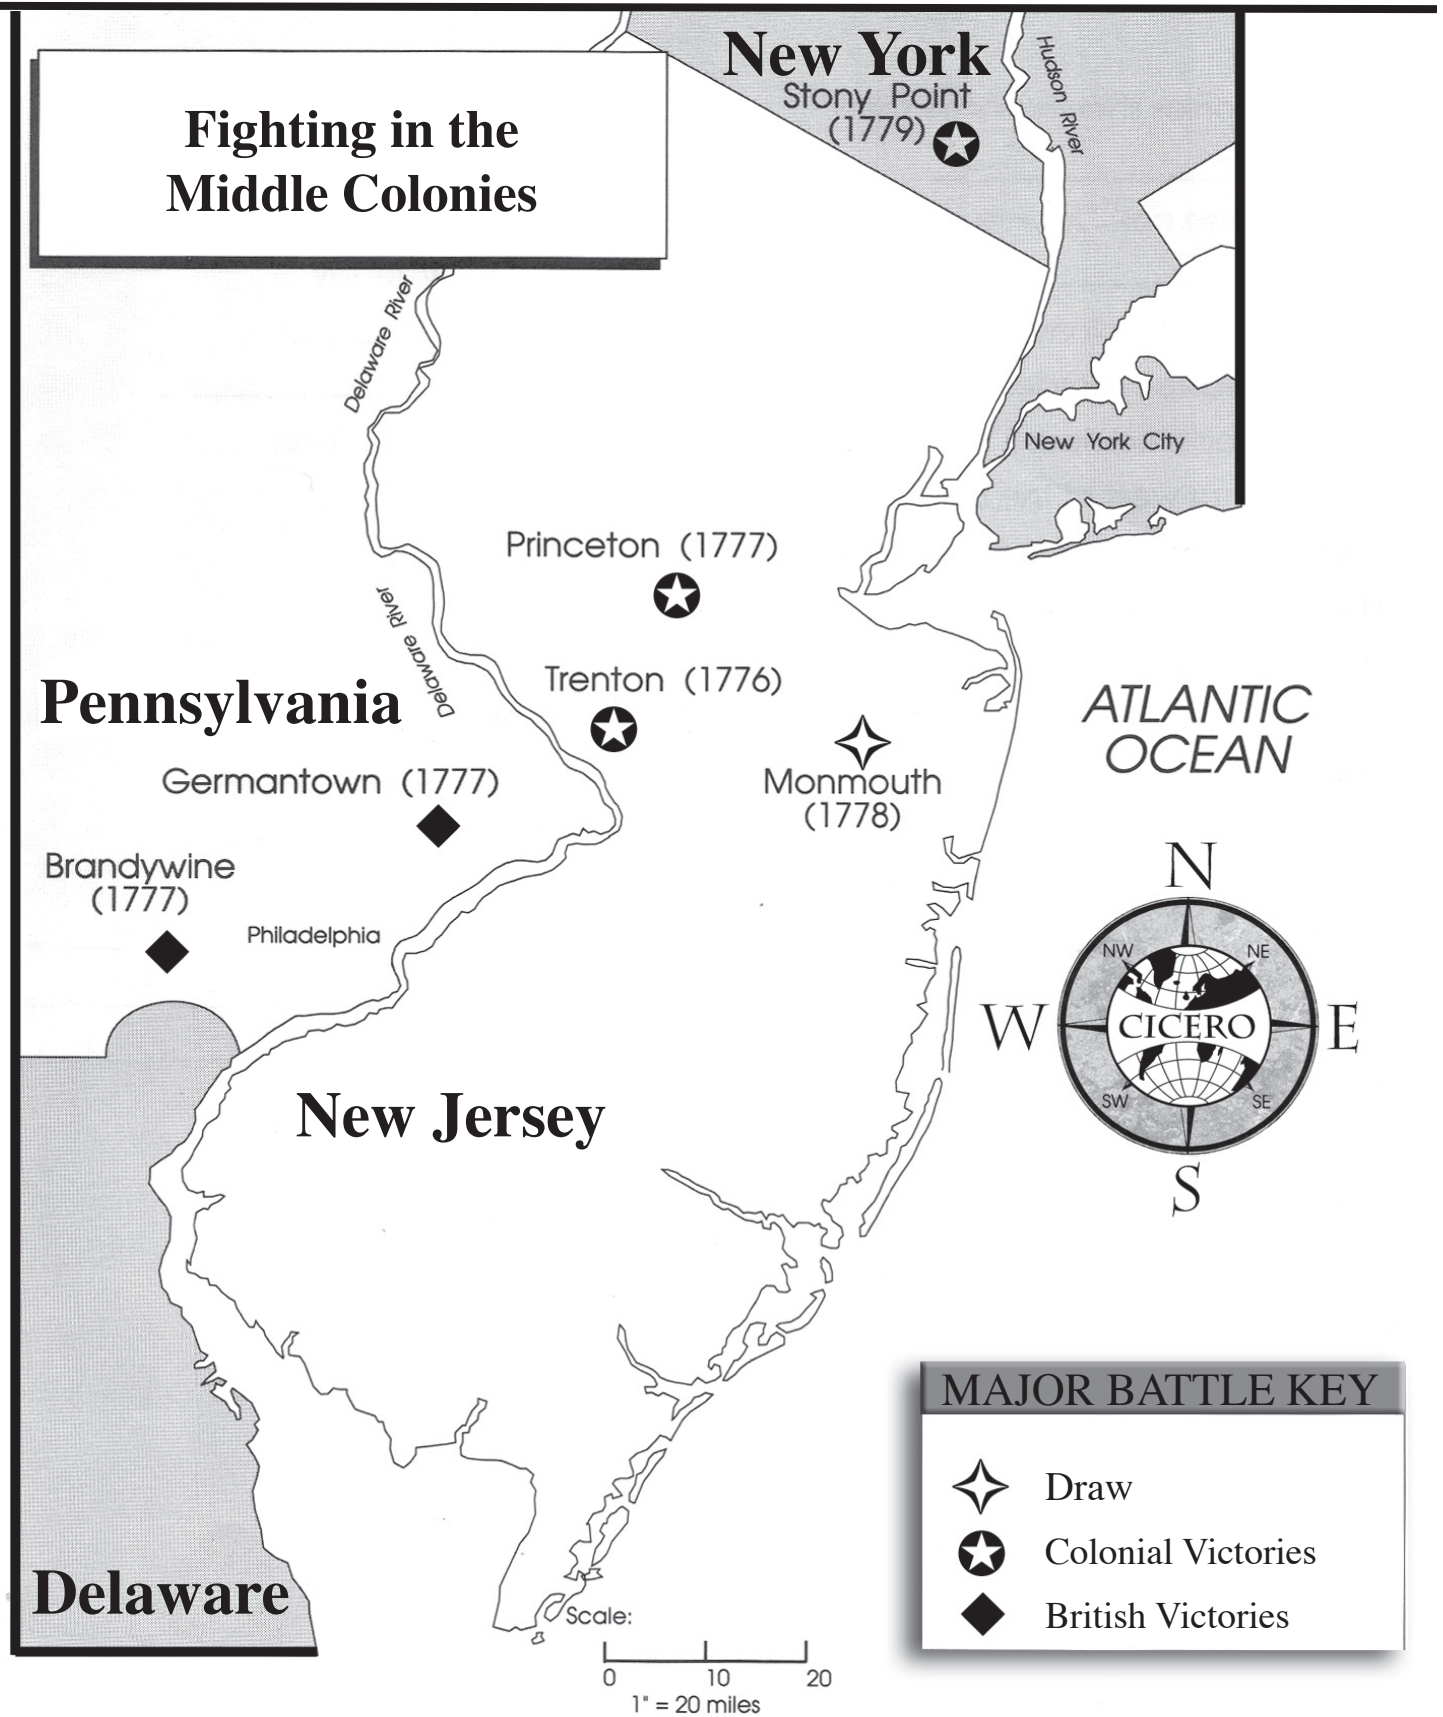 Fighting in the
Middle Colonies
New York
Stony Point
(1779)
Hudson River
Delaware River
New York City
Princeton (1777)
Delaware River
Trenton (1776)
Pennsylvania
ATLANTIC
OCEAN
Monmouth
(1778)
Germantown (1777)
Brandywine
(1777)
Philadelphia
N
NW
NE
W
CICERO
E
SW
SE
S
New Jersey
MAJOR BATTLE KEY
Draw
Colonial Victories
British Victories
Delaware
Scale:
0 10 20
1" = 20 miles